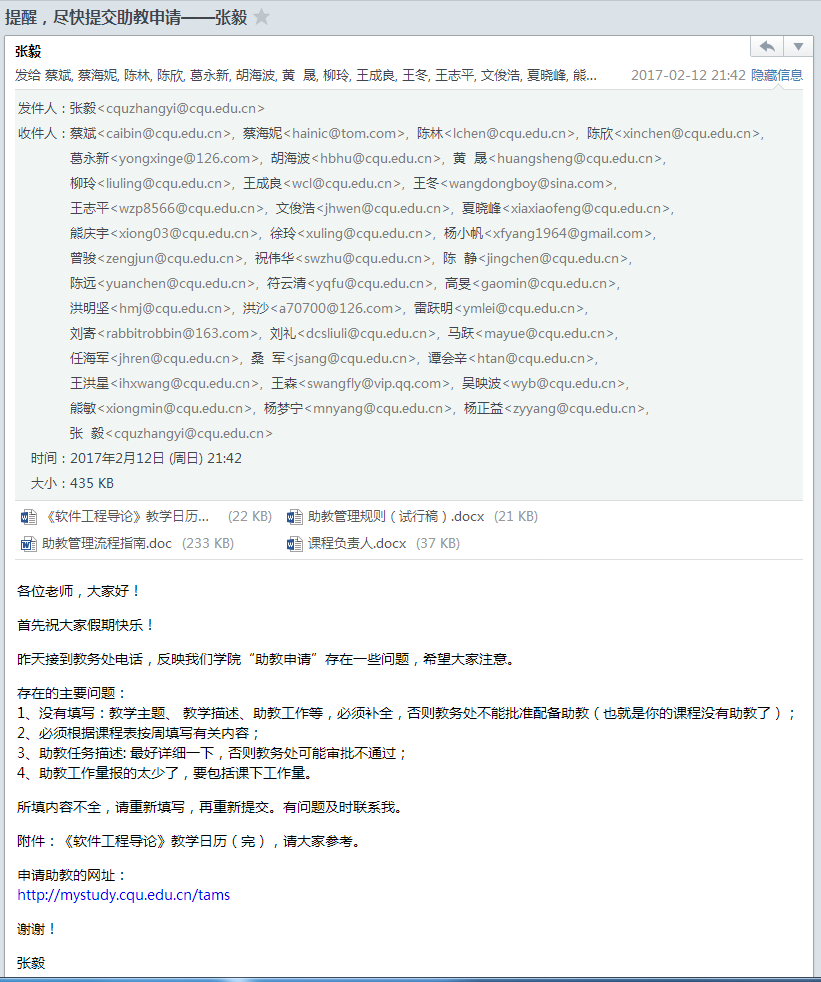 提醒，尽快提交助教申请——张毅
张毅
发给 蔡斌, 蔡海妮, 陈林, 陈欣, 葛永新, 胡海波, 黄  晟, 柳玲, 王成良, 王冬, 王志平, 文俊浩, 夏晓峰, 熊... 2017-02-12 21:42 隐藏信息
发件人：张毅<cquzhangyi@cqu.edu.cn>
收件人：蔡斌<caibin@cqu.edu.cn>, 蔡海妮<hainic@tom.com>, 陈林<lchen@cqu.edu.cn>, 陈欣<xinchen@cqu.edu.cn>,
葛永新<yongxinge@126.com>, 胡海波<hbhu@cqu.edu.cn>, 黄  晟<huangsheng@cqu.edu.cn>,
柳玲<liuling@cqu.edu.cn>, 王成良<wcl@cqu.edu.cn>, 王冬<wangdongboy@sina.com>,
王志平<wzp8566@cqu.edu.cn>, 文俊浩<jhwen@cqu.edu.cn>, 夏晓峰<xiaxiaofeng@cqu.edu.cn>,
熊庆宇<xiong03@cqu.edu.cn>, 徐玲<xuling@cqu.edu.cn>, 杨小帆<xfyang1964@gmail.com>,
曾骏<zengjun@cqu.edu.cn>, 祝伟华<swzhu@cqu.edu.cn>, 陈  静<jingchen@cqu.edu.cn>,
陈远<yuanchen@cqu.edu.cn>, 符云清<yqfu@cqu.edu.cn>, 高旻<gaomin@cqu.edu.cn>,
洪明坚<hmj@cqu.edu.cn>, 洪沙<a70700@126.com>, 雷跃明<ymlei@cqu.edu.cn>,
刘寄<rabbitrobbin@163.com>, 刘礼<dcsliuli@cqu.edu.cn>, 马跃<mayue@cqu.edu.cn>,
任海军<jhren@cqu.edu.cn>, 桑  军<jsang@cqu.edu.cn>, 谭会辛<htan@cqu.edu.cn>,
王洪星<ihxwang@cqu.edu.cn>, 王森<swangfly@vip.qq.com>, 吴映波<wyb@cqu.edu.cn>,
熊敏<xiongmin@cqu.edu.cn>, 杨梦宁<mnyang@cqu.edu.cn>, 杨正益<zyyang@cqu.edu.cn>,
张  毅<cquzhangyi@cqu.edu.cn>
时间：2017年2月12日 (周日) 21:42
大小：435 KB
《软件工程导论》教学日历... (22 KB) 助教管理规则（试行稿）.docx (21 KB)
助教管理流程指南.doc (233 KB) 课程负责人.docx (37 KB)
各位老师，大家好！
首先祝大家假期快乐！
昨天接到教务处电话，反映我们学院“助教申请”存在一些问题，希望大家注意。
存在的主要问题：
1、没有填写：教学主题、 教学描述、助教工作等，必须补全，否则教务处不能批准配备助教（也就是你的课程没有助教了）；
2、必须根据课程表按周填写有关内容；
3、助教任务描述: 最好详细一下，否则教务处可能审批不通过；
4、助教工作量报的太少了，要包括课下工作量。
所填内容不全，请重新填写，再重新提交。有问题及时联系我。
附件：《软件工程导论》教学日历（完），请大家参考。
申请助教的网址：
http://mystudy.cqu.edu.cn/tams
谢谢！
张毅